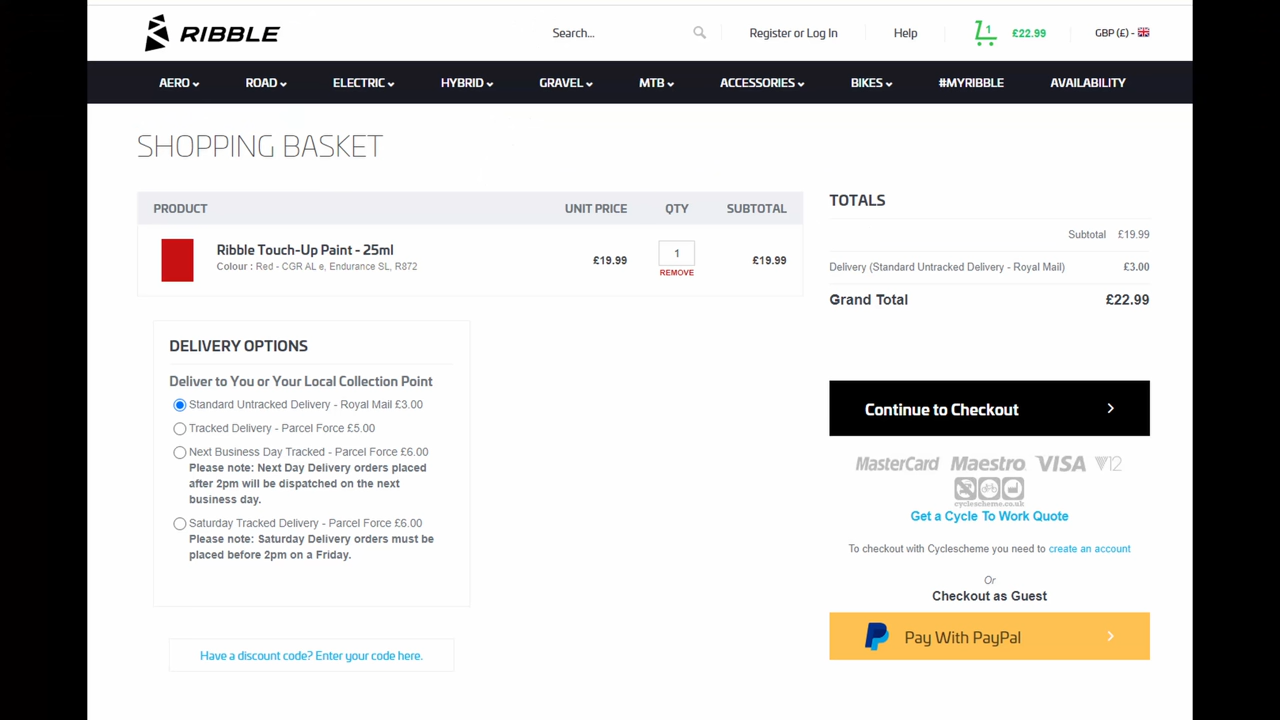 RIBBLE
Search...
Register or Log In
Help
1
£22.99
GBP (£) -
AERO
ROAD
ELECTRIC
HYBRID
GRAVEL
MTB
ACCESSORIES
BIKES
#MYRIBBLE
AVAILABILITY
SHOPPING BASKET
PRODUCT UNIT PRICE QTY SUBTOTAL
Ribble Touch-Up Paint - 25ml
Colour : Red - CGR AL e, Endurance SL, R872
£19.99
1
REMOVE
£19.99
DELIVERY OPTIONS
Deliver to You or Your Local Collection Point
Standard Untracked Delivery - Royal Mail £3.00
Tracked Delivery - Parcel Force £5.00
Next Business Day Tracked - Parcel Force £6.00
Please note: Next Day Delivery orders placed
after 2pm will be dispatched on the next
business day.
Saturday Tracked Delivery - Parcel Force £6.00
Please note: Saturday Delivery orders must be
placed before 2pm on a Friday.
Have a discount code? Enter your code here.
TOTALS
Subtotal £19.99
Delivery (Standard Untracked Delivery - Royal Mail) £3.00
Grand Total £22.99
Continue to Checkout
MasterCard Maestro VISA V12
cyclescheme.co.uk
Get a Cycle To Work Quote
To checkout with Cyclescheme you need to create an account
Or
Checkout as Guest
Pay With PayPal